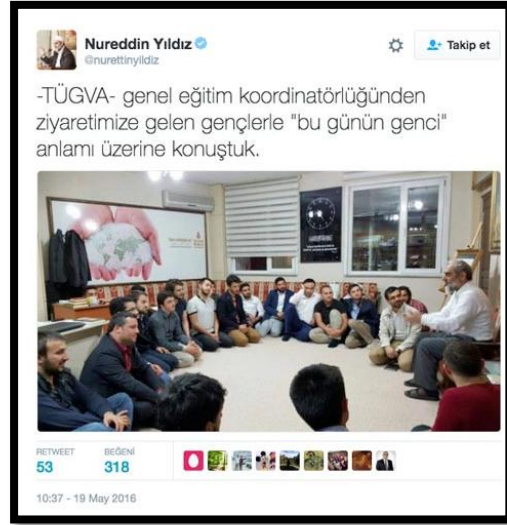 Nureddin Yıldız
@nurettinyildiz
Takip et
-TÜGVA- genel eğitim koordinatörlüğünden
ziyaretimize gelen gençlerle "bu günün genci"
anlamı üzerine konuştuk.
RETWEET
53
BEĞENİ
318
10:37 - 19 May 2016